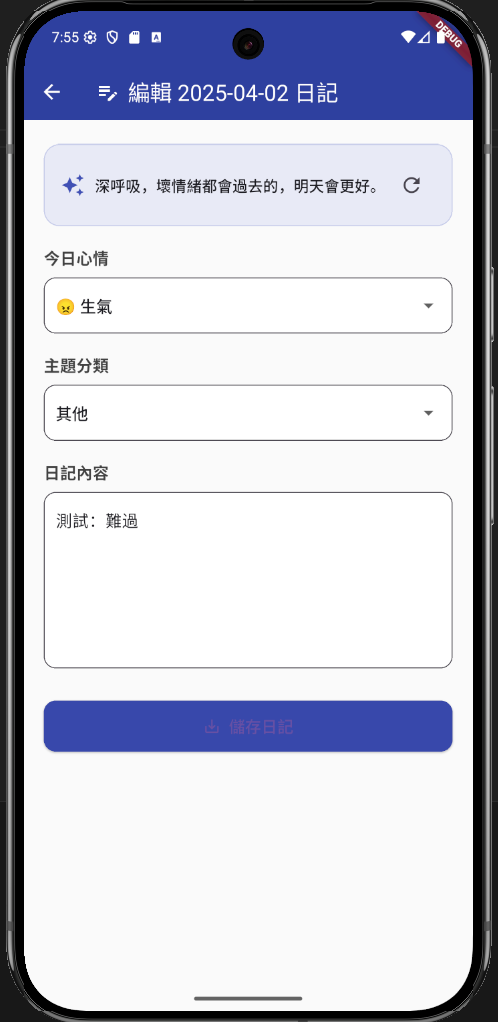 7:55
DEBUG
編輯 2025-04-02 日記
深呼吸，壞情緒都會過去的，明天會更好。
今日心情
😠 生氣
主題分類
其他
日記內容
測試：難過
儲存日記